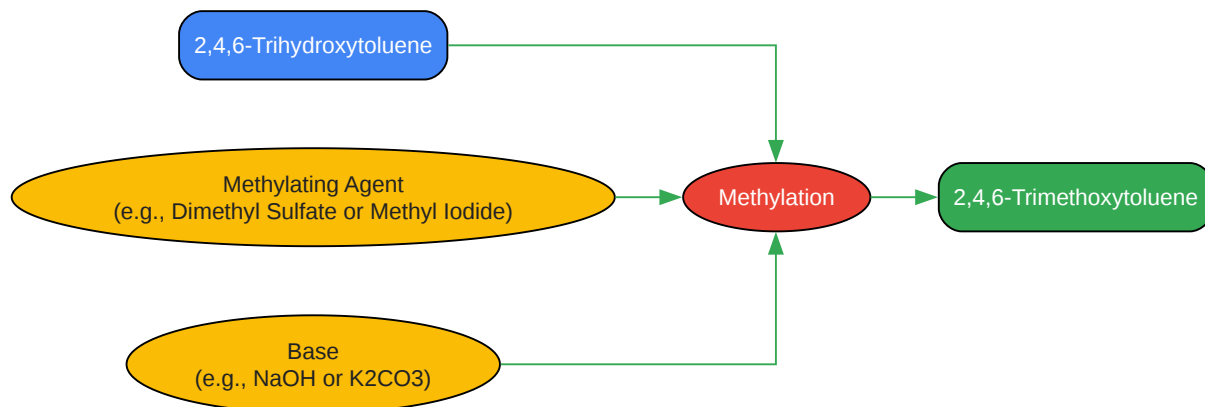 2,4,6-Trihydroxytoluene
Methylating Agent
(e.g., Dimethyl Sulfate or Methyl Iodide)
Methylation
2,4,6-Trimethoxytoluene
Base
(e.g., NaOH or K2CO3)